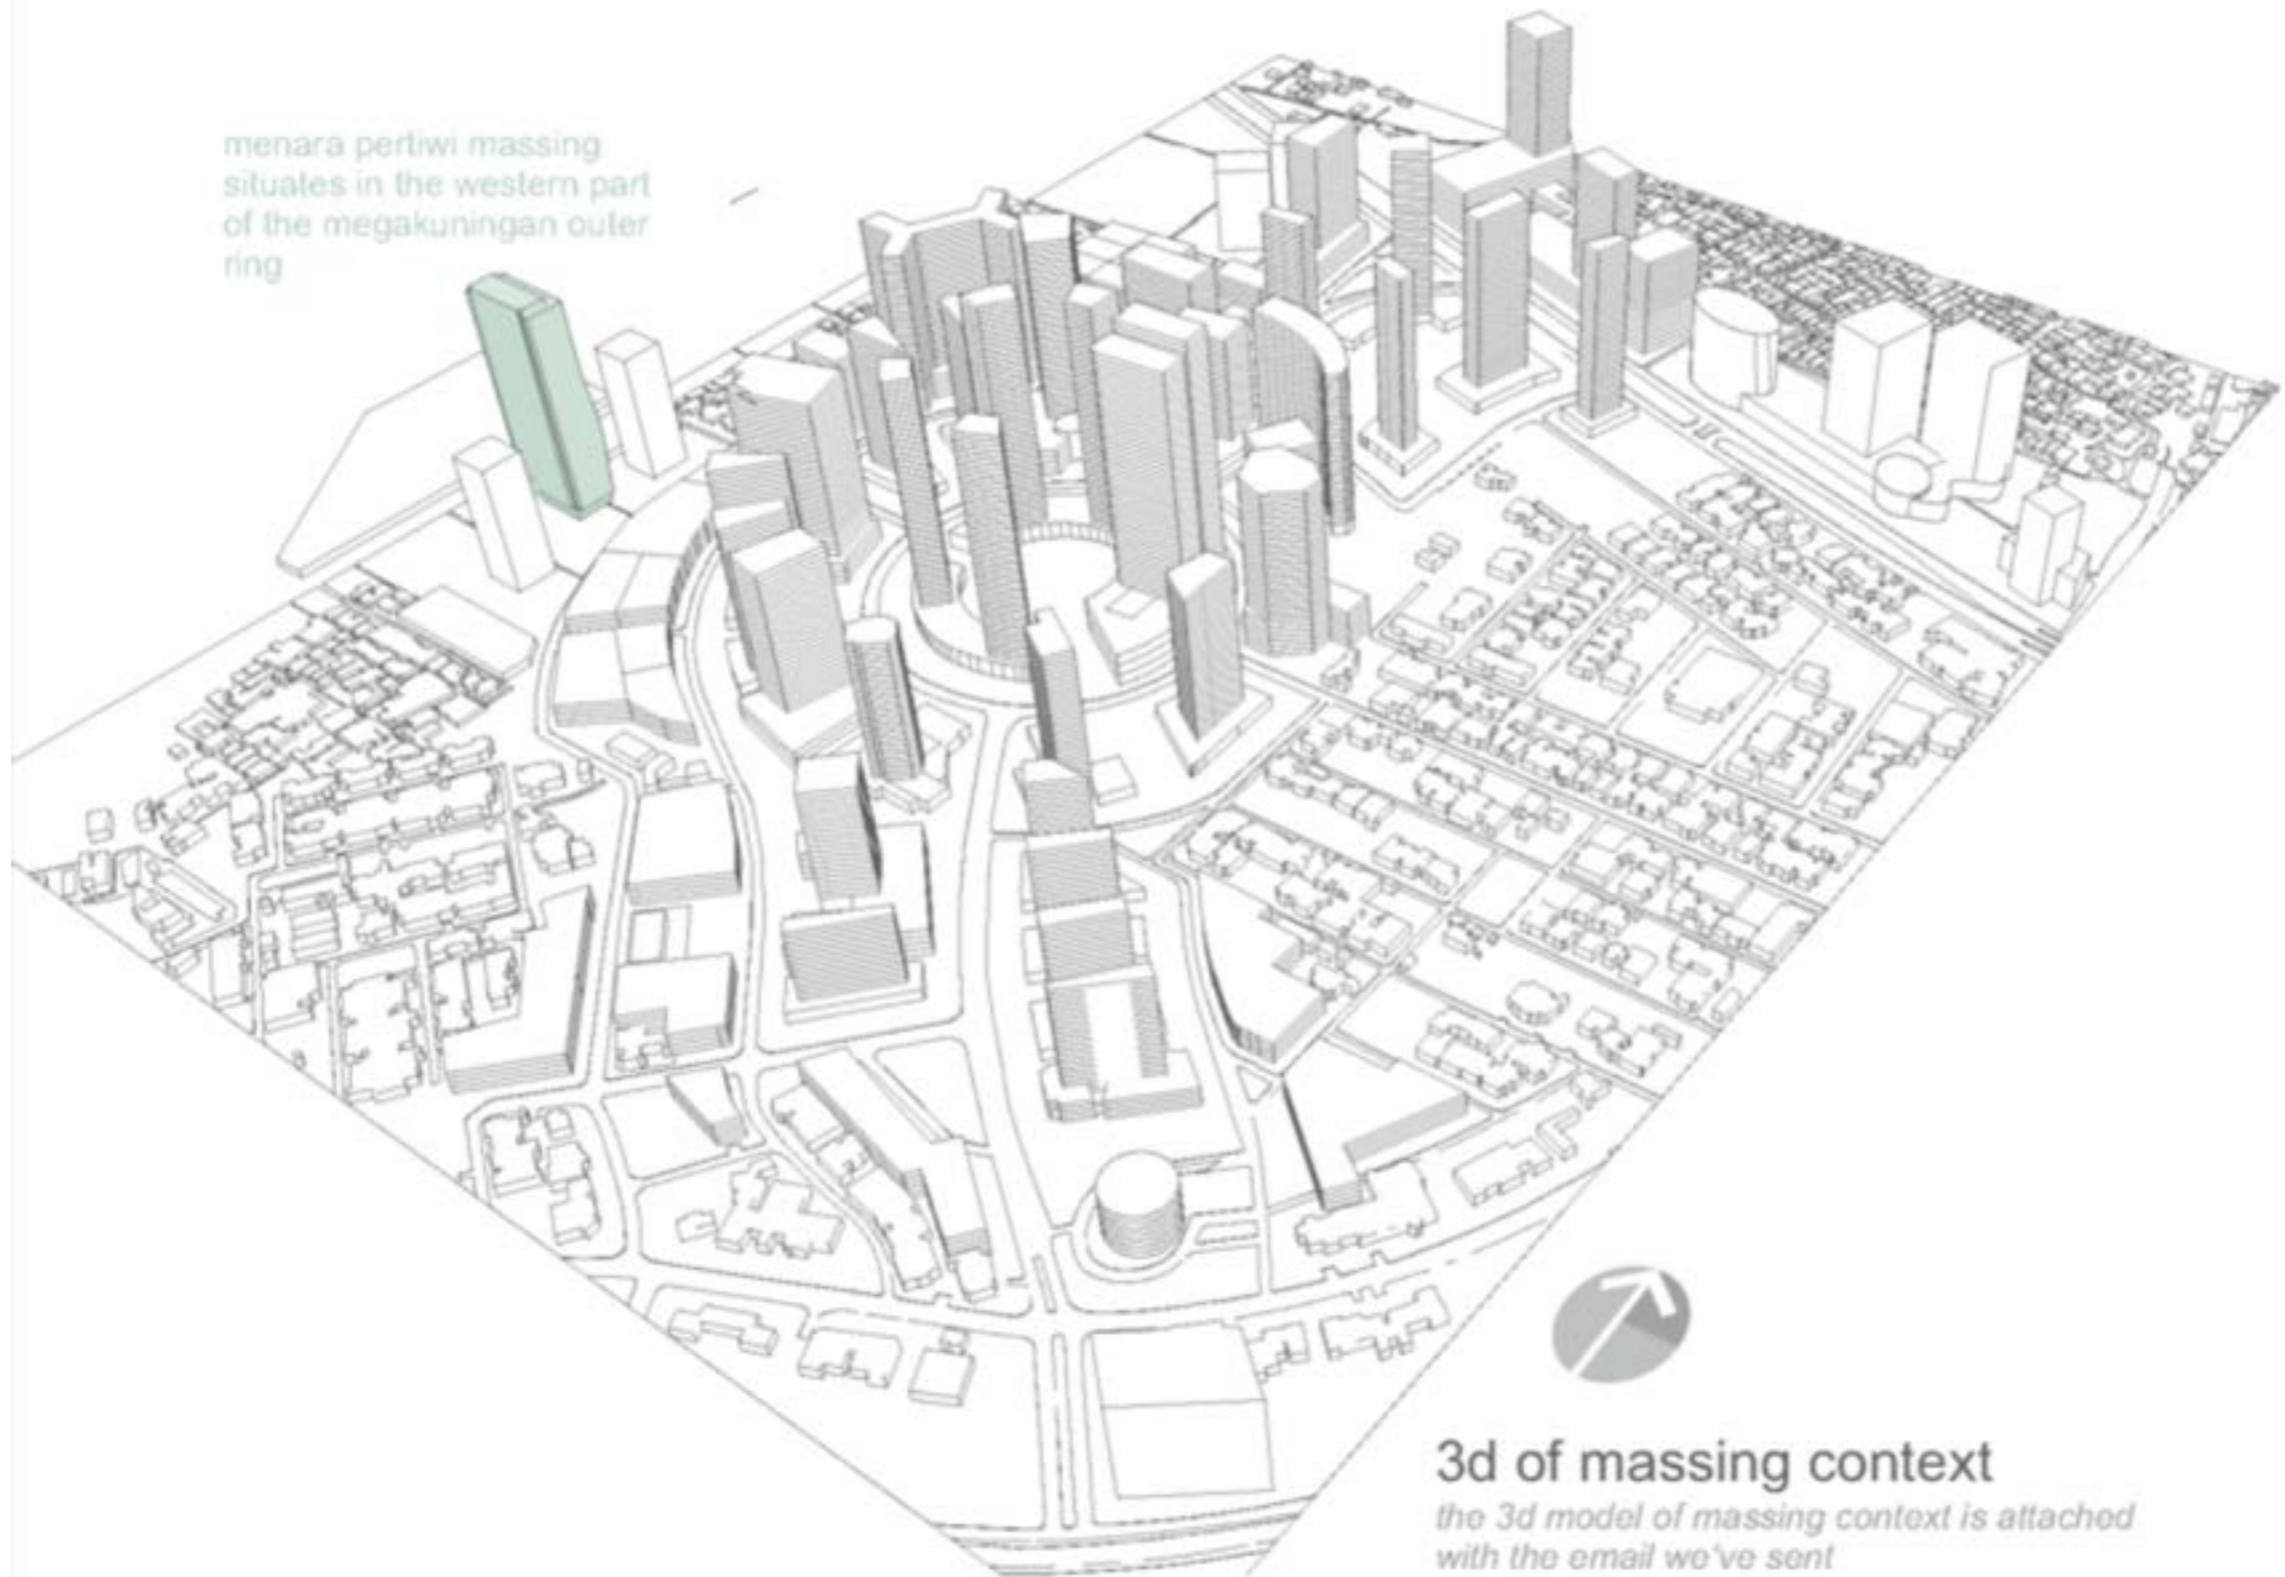 menara pertiwi massing
situates in the western part
of the megakuningan outer
ring
3d of massing context
the 3d model of massing context is attached
with the email we've sent